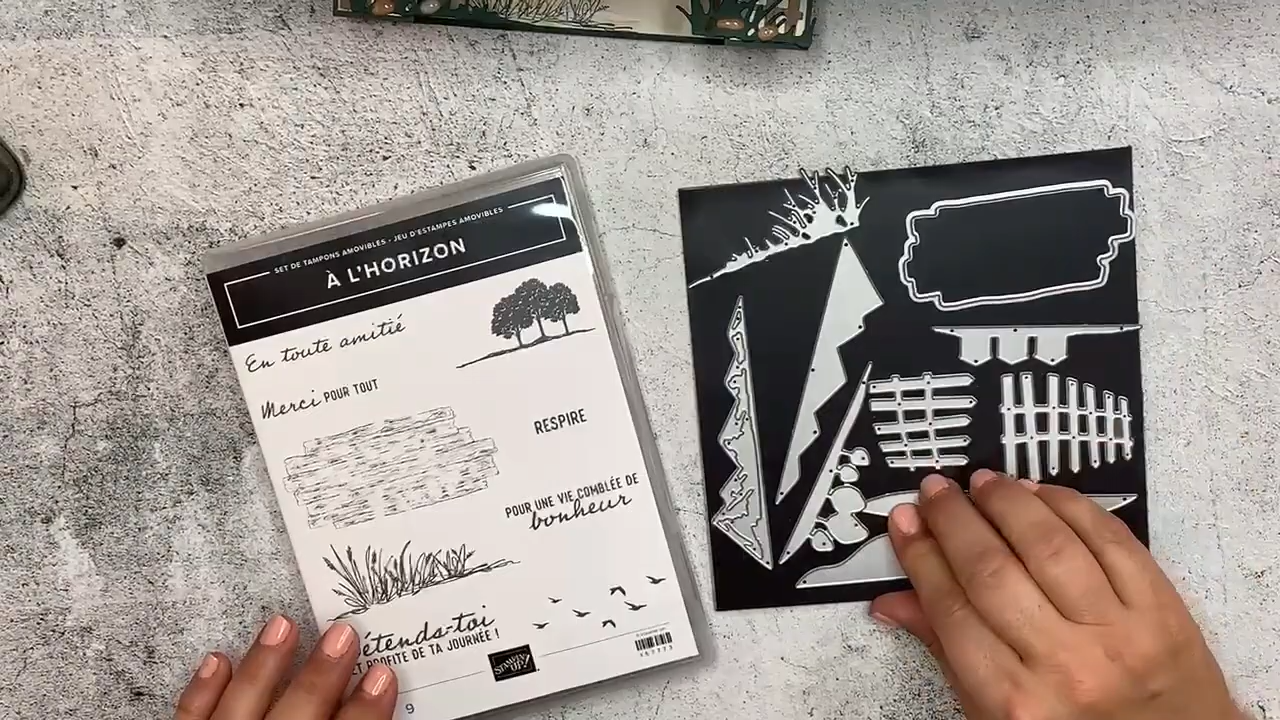 SET DE TAMPONS AMOVIBLES • JEU D'ESTAMPES AMOVIBLES
À L'HORIZON
En toute amitié
Merci POUR TOUT
RESPIRE
POUR UNE VIE COMBLÉE DE
bonheur
étends-toi
ET PROFITE DE TA JOURNÉE !
STAMPIN' UP!
9